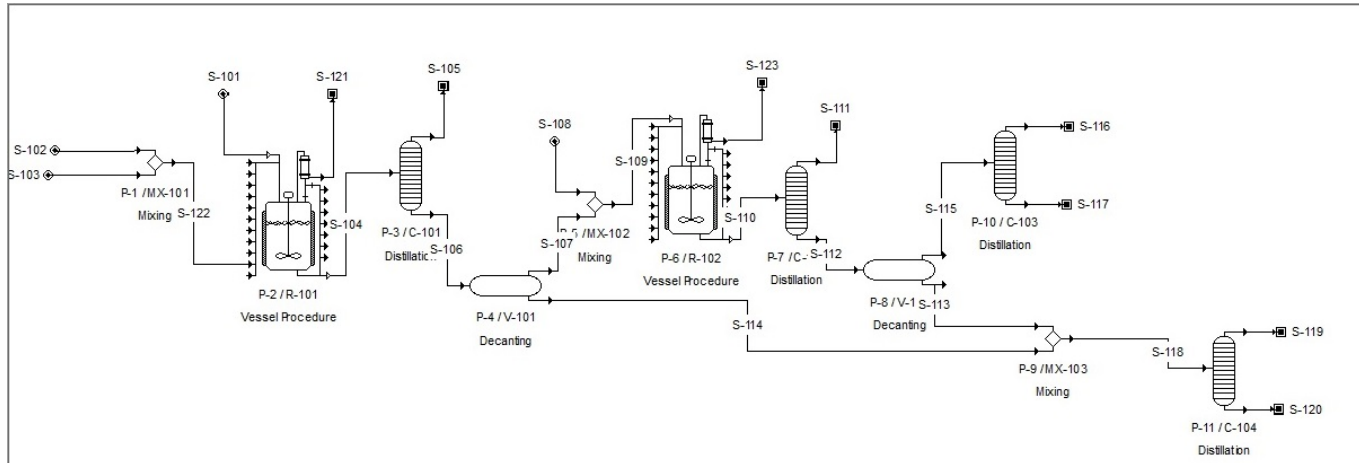 S-101
S-121
S-105
S-123
S-111
S-108
S-116
S-102
S-103
S-109
S-117
P-1 / MX-101
Mixing
S-122
S-104
P-3 / C-101
Distillation
S-106
S-107
/ MX-102
Mixing
S-110
S-115
P-10 / C-103
Distillation
P-6 / R-102
Vessel Procedure
P-7 / C-
Distillation
S-112
P-2 / R-101
Vessel Procedure
P-4 / V-101
Decanting
P-8 / V-1
Decanting
S-113
S-114
S-119
S-118
P-9 / MX-103
Mixing
S-120
P-11 / C-104
Distillation